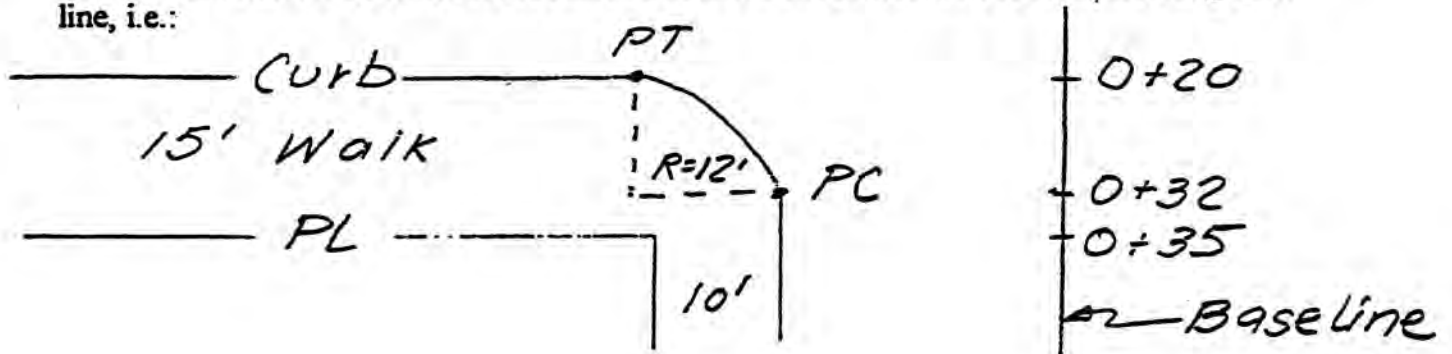 line, i.e.:
PT
Curb
0+20
15' Walk
R=12'
PC
0+32
PL
0+35
10'
Baseline